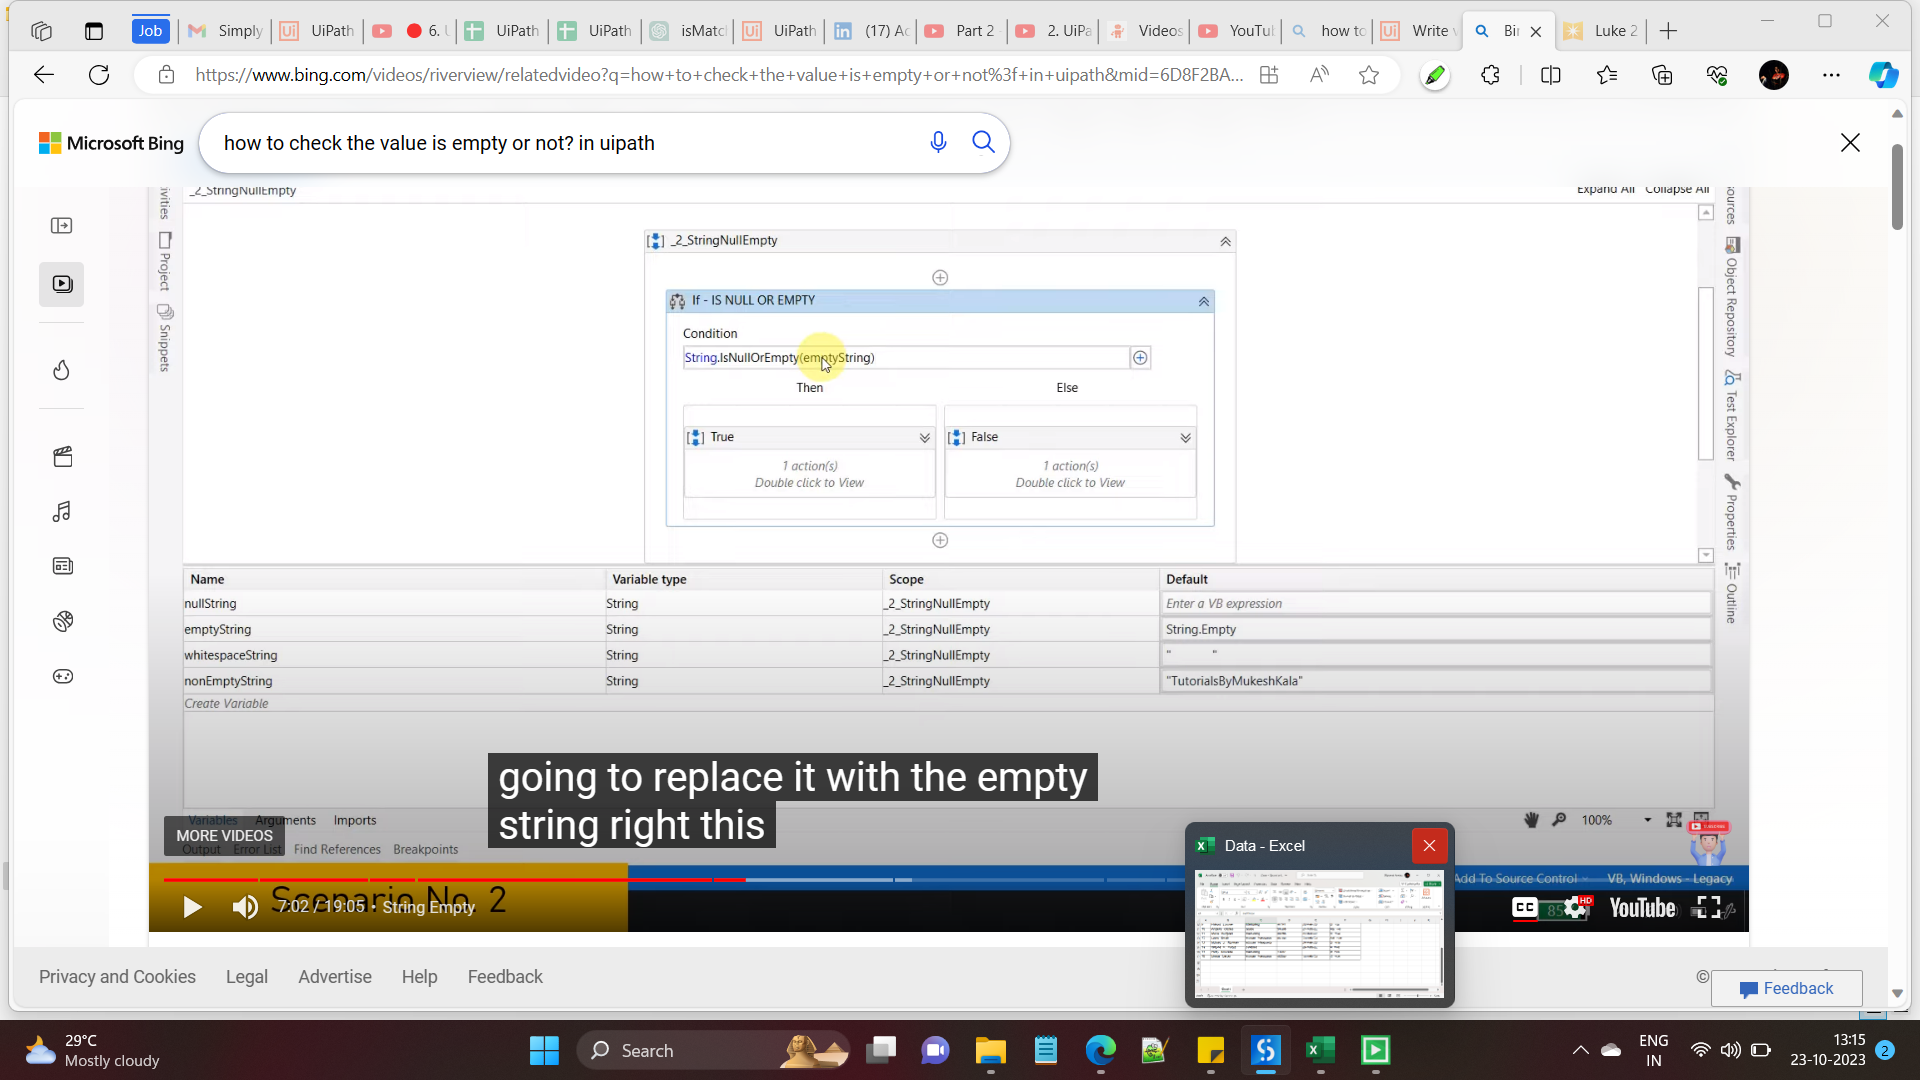 Job
Simply
UiPath
6. U
UiPath
UiPath
isMatc
UiPath
(17) Ac
Part 2
2. UiPa
Videos
YouTu
how to
Write v
Bir
Luke 2
https://www.bing.com/videos/riverview/relatedvideo?q=how+to+check+the+value+is+empty+or+not%3f+in+uipath&mid=6D8F2BA...
Microsoft Bing
how to check the value is empty or not? in uipath
_2_StringNullEmpty
Expand All Collapse All
Project
Snippets
Object Repository
Test Explorer
Properties
Outline
_2_StringNullEmpty
If - IS NULL OR EMPTY
Condition
String.IsNullOrEmpty(emptyString)
Then Else
True False
1 action(s) 1 action(s)
Double click to View Double click to View
Name Variable type Scope Default
nullString String _2_StringNullEmpty Enter a VB expression
emptyString String _2_StringNullEmpty String.Empty
whitespaceString String _2_StringNullEmpty " "
nonEmptyString String _2_StringNullEmpty "TutorialsByMukeshKala"
Create Variable
going to replace it with the empty
string right this
Variables Arguments Imports
100%
MORE VIDEOS
Output Error List Find References Breakpoints
Data - Excel
Add To Source Control VB, Windows - Legacy
Scenario No. 2
7:02 / 19:05 • String Empty
CC
HD
YouTube
Privacy and Cookies Legal Advertise Help Feedback
©
Feedback
29°C
Mostly cloudy
Search
ENG
IN
13:15
23-10-2023
2